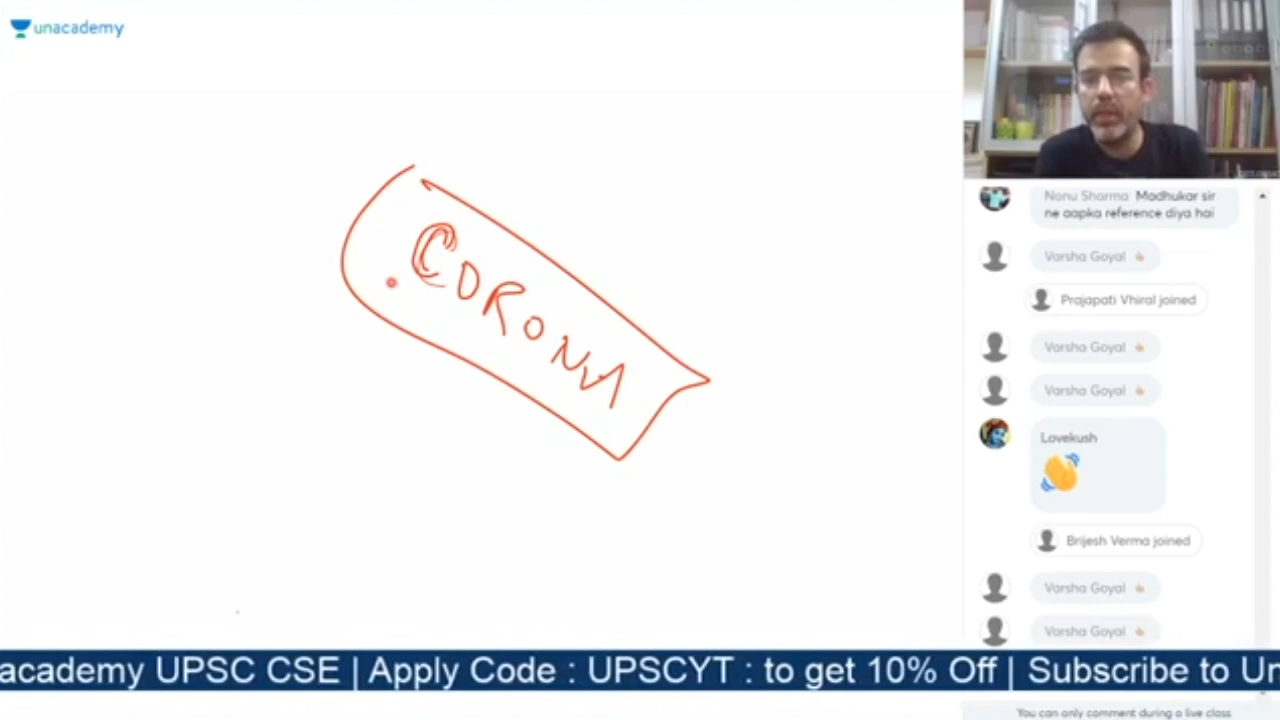 unacademy
CORONA
Nonu Sharma Madhukar sir
ne aapka reference diya hai
Varsha Goyal
Prajapati Vhiral joined
Varsha Goyal
Varsha Goyal
Lovekush
Brijesh Verma joined
Varsha Goyal
Varsha Goyal
academy UPSC CSE | Apply Code : UPSCYT : to get 10% Off | Subscribe to Un
You can only comment during a live class